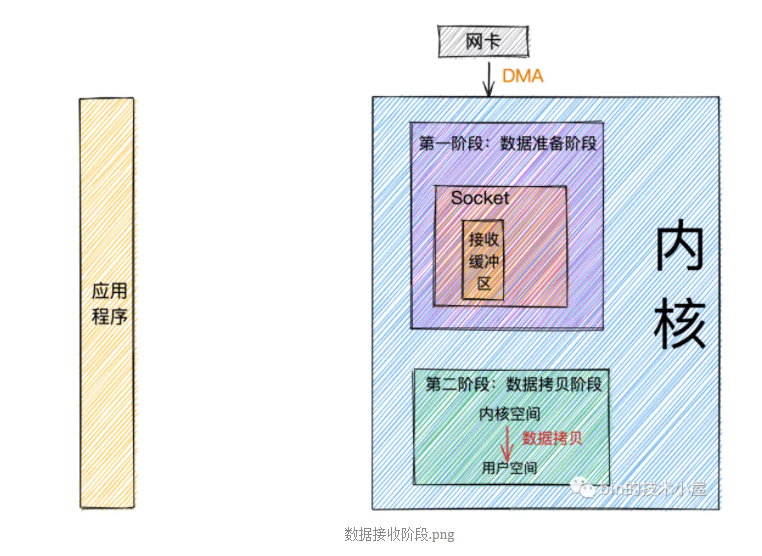 网卡
DMA
第一阶段：数据准备阶段
Socket
接收
缓冲
区
内
核
应用
程序
第二阶段：数据拷贝阶段
内核空间
数据拷贝
用户空间
bin的技术小屋
数据接收阶段.png